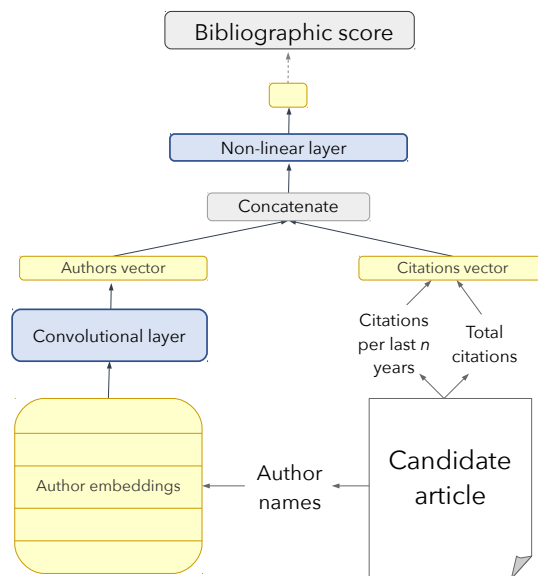 Bibliographic score
Non-linear layer
Concatenate
Authors vector
Citations vector
Convolutional layer
Citations
per last n
years
Total
citations
Author embeddings
Author
names
Candidate
article